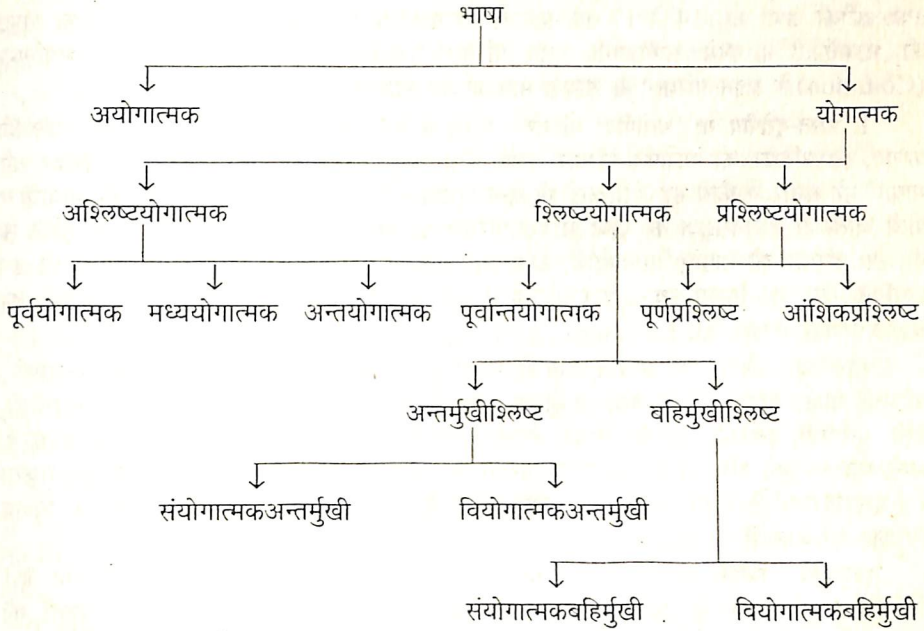 भाषा
अयोगात्मक योगात्मक
अश्लिष्टयोगात्मक श्लिष्टयोगात्मक प्रश्लिष्टयोगात्मक
पूर्वयोगात्मक मध्ययोगात्मक अन्तयोगात्मक पूर्वान्तयोगात्मक पूर्णप्रश्लिष्ट आंशिकप्रश्लिष्ट
अन्तर्मुखीश्लिष्ट वहिर्मुखीश्लिष्ट
संयोगात्मकअन्तर्मुखी वियोगात्मकअन्तर्मुखी
संयोगात्मकबहिर्मुखी वियोगात्मकबहिर्मुखी